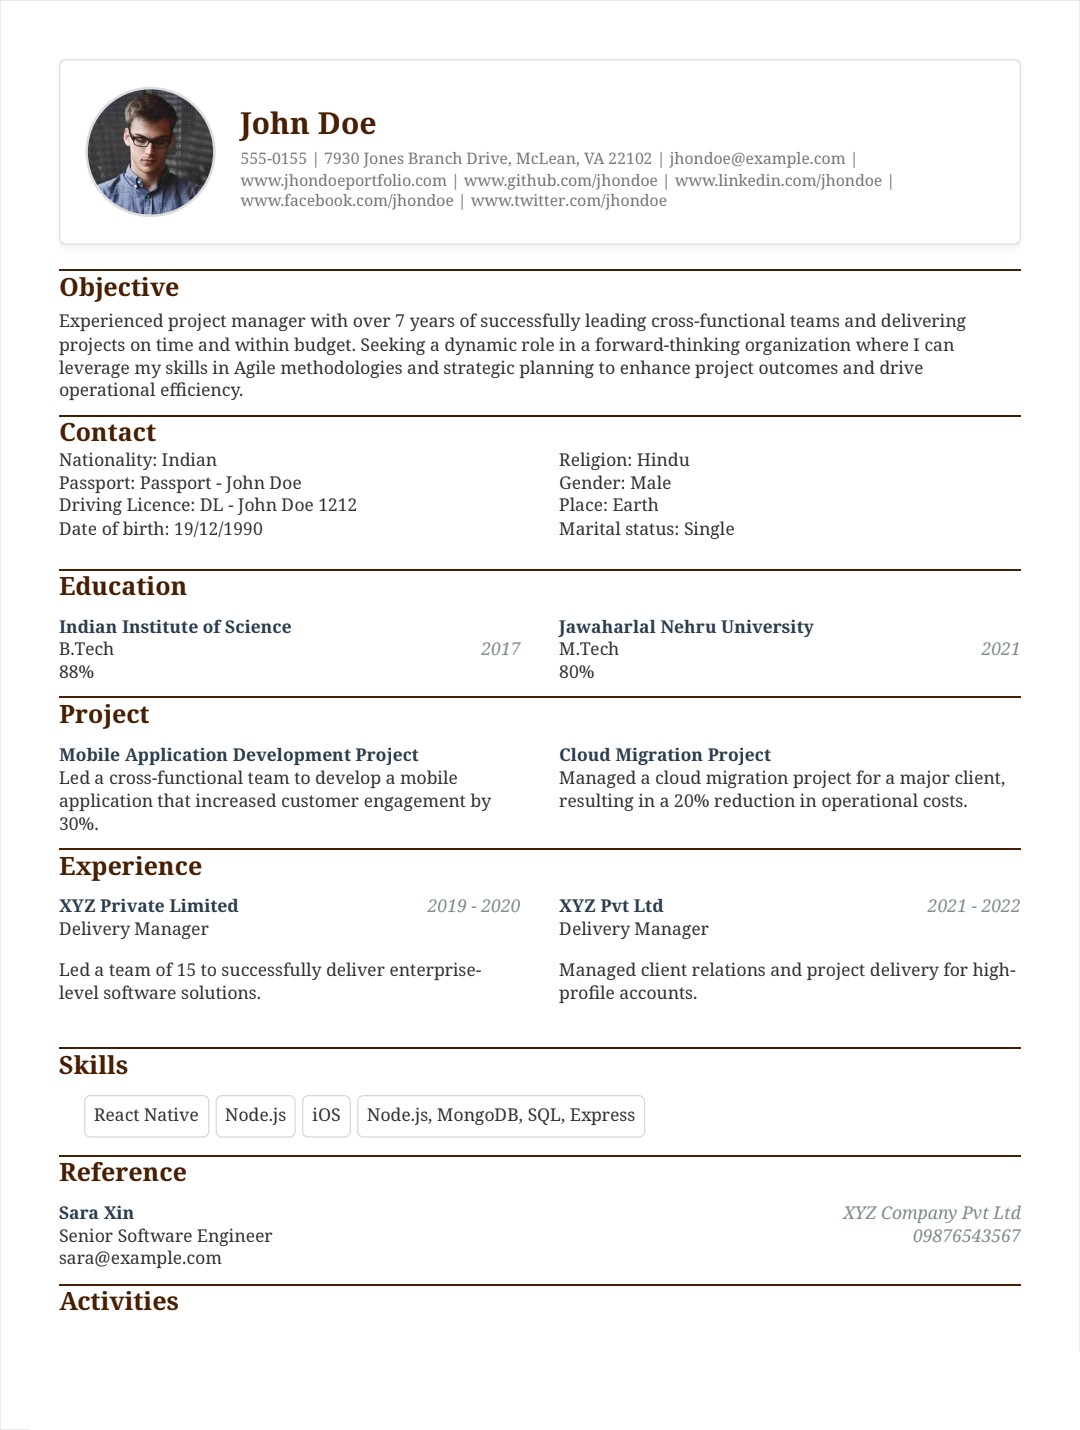 John Doe
555-0155 | 7930 Jones Branch Drive, McLean, VA 22102 | jhondoe@example.com |
www.jhondoeportfolio.com | www.github.com/jhondoe | www.linkedin.com/jhondoe |
www.facebook.com/jhondoe | www.twitter.com/jhondoe
Objective
Experienced project manager with over 7 years of successfully leading cross-functional teams and delivering
projects on time and within budget. Seeking a dynamic role in a forward-thinking organization where I can
leverage my skills in Agile methodologies and strategic planning to enhance project outcomes and drive
operational efficiency.
Contact
Nationality: Indian
Passport: Passport - John Doe
Driving Licence: DL - John Doe 1212
Date of birth: 19/12/1990
Religion: Hindu
Gender: Male
Place: Earth
Marital status: Single
Education
Indian Institute of Science
B.Tech 2017
88%
Jawaharlal Nehru University
M.Tech 2021
80%
Project
Mobile Application Development Project
Led a cross-functional team to develop a mobile
application that increased customer engagement by
30%.
Cloud Migration Project
Managed a cloud migration project for a major client,
resulting in a 20% reduction in operational costs.
Experience
XYZ Private Limited 2019 - 2020
Delivery Manager
Led a team of 15 to successfully deliver enterprise-
level software solutions.
XYZ Pvt Ltd 2021 - 2022
Delivery Manager
Managed client relations and project delivery for high-
profile accounts.
Skills
React Native Node.js iOS Node.js, MongoDB, SQL, Express
Reference
Sara Xin XYZ Company Pvt Ltd
Senior Software Engineer 09876543567
sara@example.com
Activities